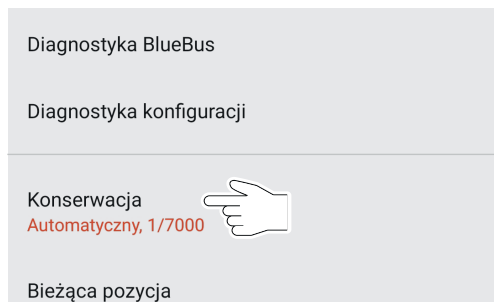 Diagnostyka BlueBus
Diagnostyka konfiguracji
Konserwacja
Automatyczny, 1/7000
Bieżąca pozycja